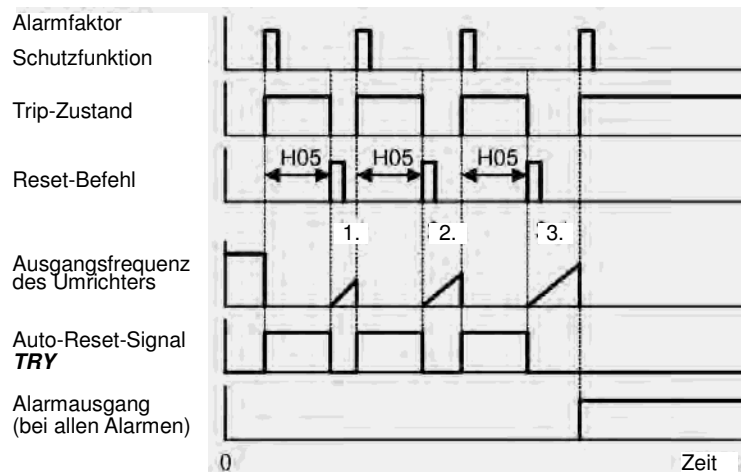 Alarmfaktor
Schutzfunktion
Trip-Zustand
H05 H05 H05
Reset-Befehl
1. 2. 3.
Ausgangsfrequenz
des Umrichters
Auto-Reset-Signal
TRY
Alarmausgang
(bei allen Alarmen)
0 Zeit